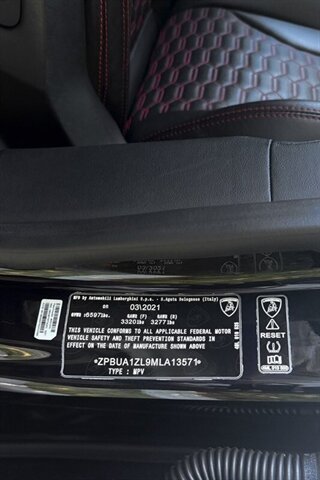 MFD by Automobili Lamborghini S.p.a. - S.Agata Bolognese (Italy)
03\2021
GVWR :6597lbs. GAWR (F) GAWR (R)
3320lbs 3277lbs
THIS VEHICLE CONFORMS TO ALL APPLICABLE FEDERAL MOTOR
VEHICLE SAFETY AND THEFT PREVENTION STANDARDS IN
EFFECT ON THE DATE OF MANUFACTURE SHOWN ABOVE
*ZPBUA1ZL9MLA13571*
TYPE : MPV
RESET